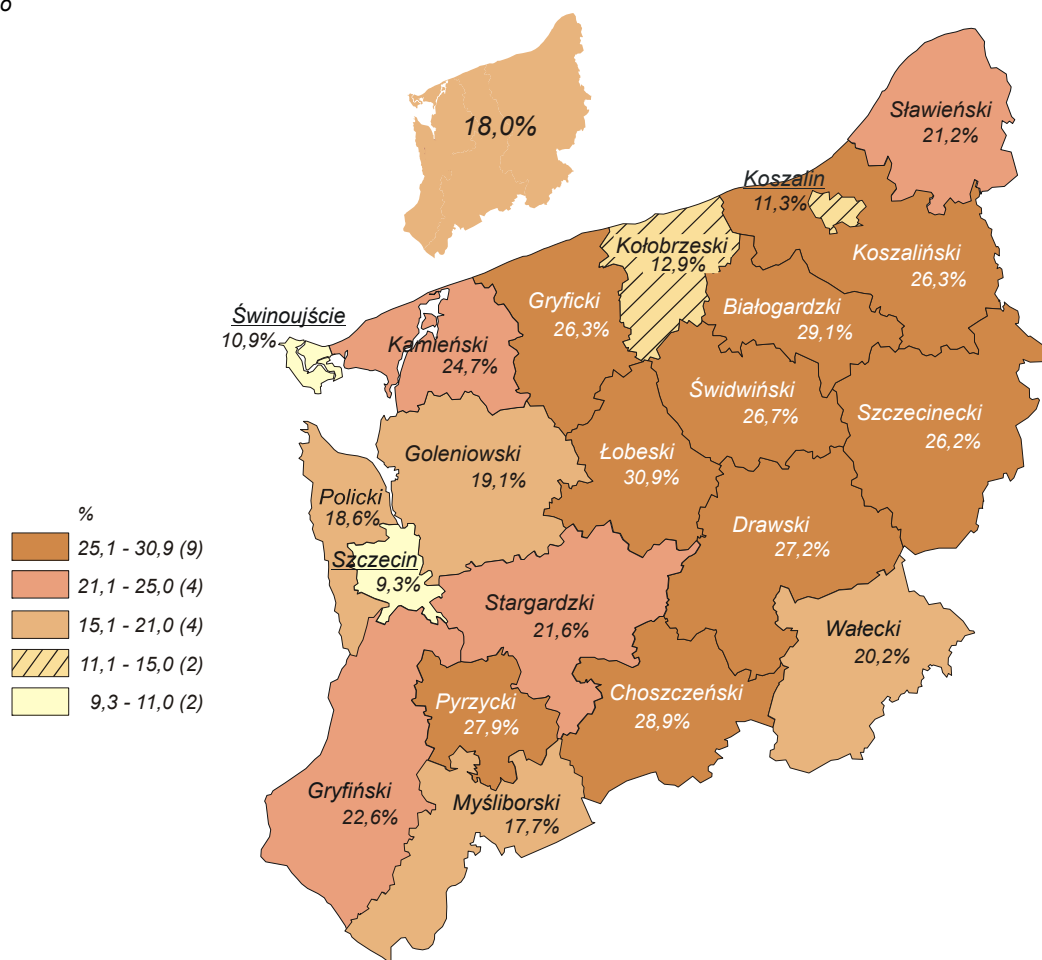 18,0%
Sławieński
21,2%
Koszalin
11,3%
Koszaliński
26,3%
Kołobrzeski
12,9%
Białogardzki
29,1%
Gryficki
26,3%
Świnoujście
10,9%
Kamieński
24,7%
Świdwiński
26,7%
Szczecinecki
26,2%
Goleniowski
19,1%
Łobeski
30,9%
Policki
18,6%
Drawski
27,2%
Szczecin
9,3%
Stargardzki
21,6%
Wałecki
20,2%
Pyrzycki
27,9%
Choszczeński
28,9%
Gryfiński
22,6%
Myśliborski
17,7%
%
25,1 - 30,9 (9)
21,1 - 25,0 (4)
15,1 - 21,0 (4)
11,1 - 15,0 (2)
9,3 - 11,0 (2)